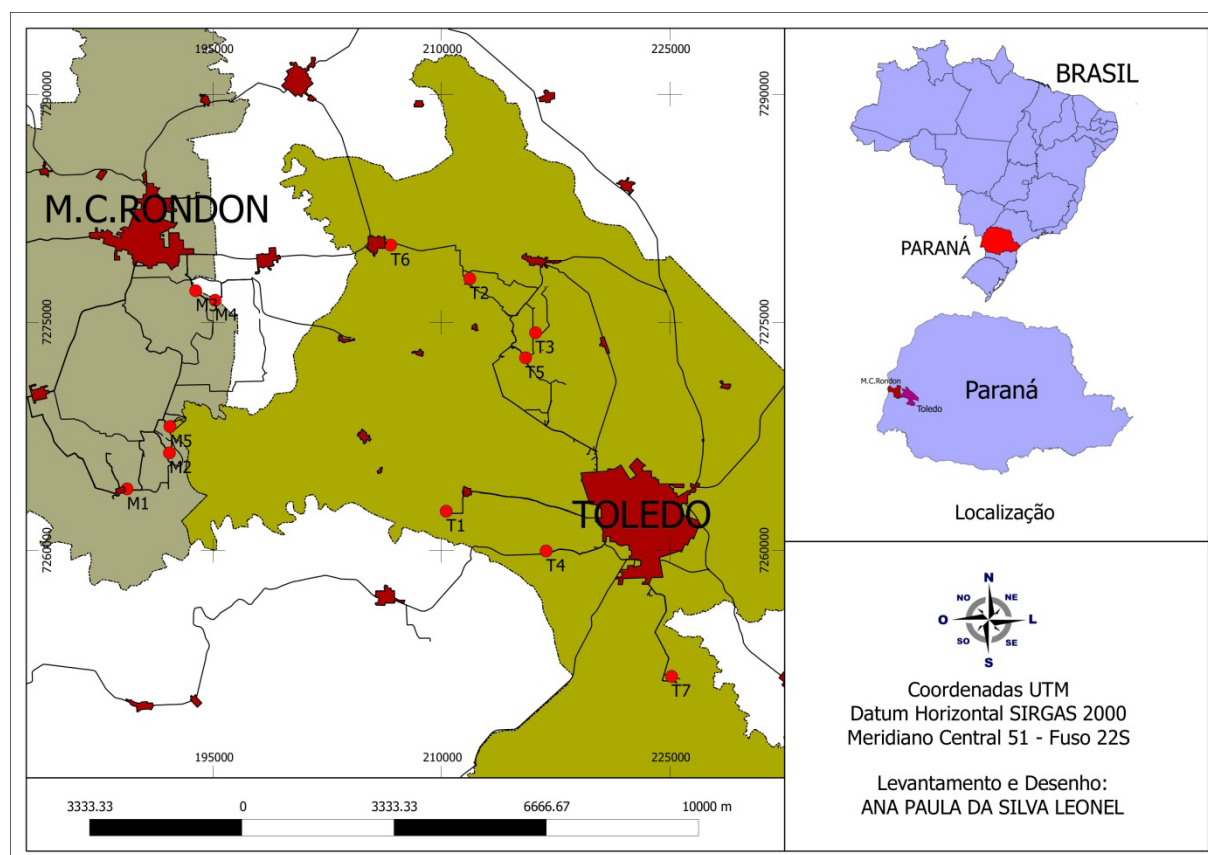 195000
210000
225000
7290000
7290000
M.C.RONDON
T6
T2
M3
M4
7275000
7275000
T3
T5
M5
M2
M1
T1
TOLEDO
T4
7260000
7260000
T7
195000
210000
225000
3333.33
0
3333.33
6666.67
10000 m
BRASIL
PARANÁ
M.C.Rondon
Toledo
Paraná
Localização
N
NO
NE
O
L
SO
SE
S
Coordenadas UTM
Datum Horizontal SIRGAS 2000
Meridiano Central 51 - Fuso 22S
Levantamento e Desenho:
ANA PAULA DA SILVA LEONEL